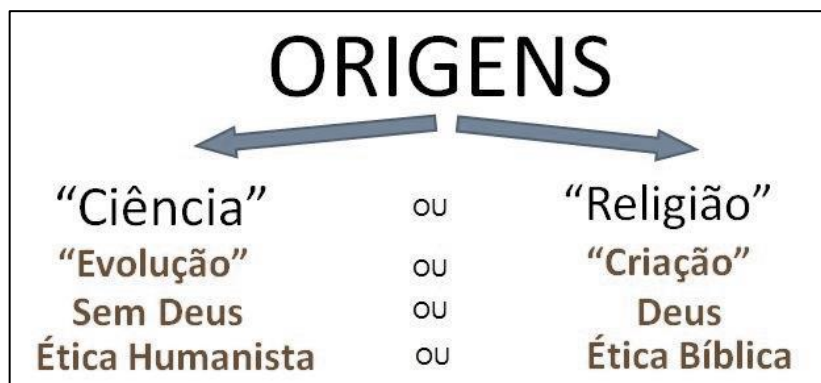 ORIGENS
“Ciência” ou “Religião”
“Evolução” ou “Criação”
Sem Deus ou Deus
Ética Humanista ou Ética Bíblica